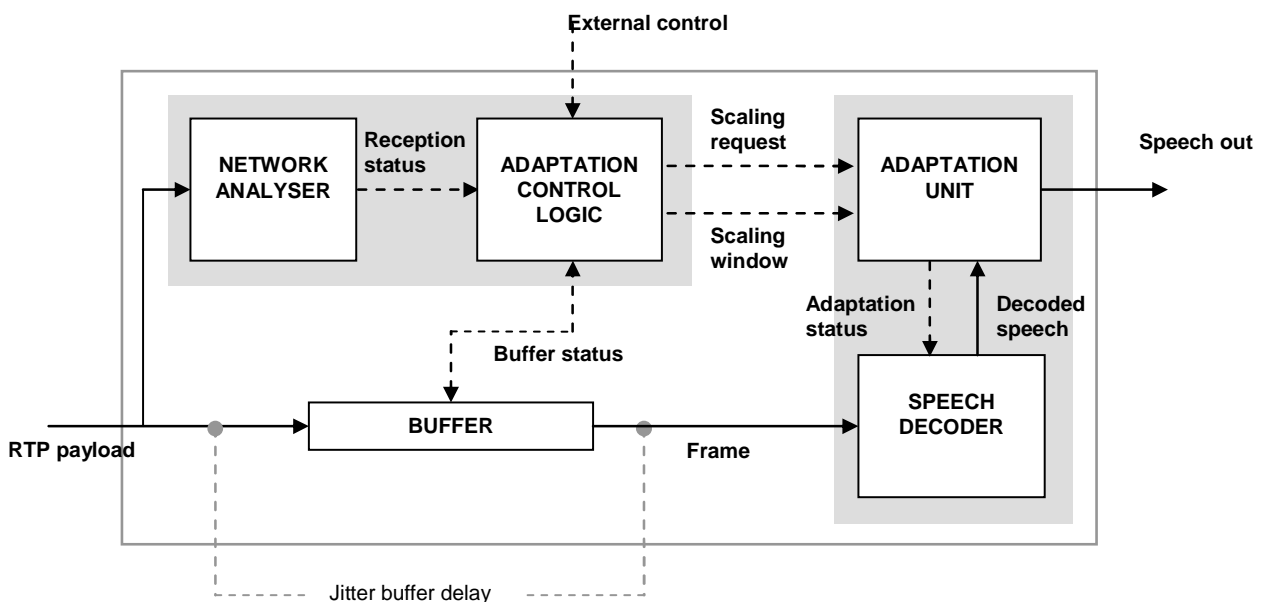 External control
Reception
status
NETWORK
ANALYSER
ADAPTATION
CONTROL
LOGIC
Scaling
request
Scaling
window
ADAPTATION
UNIT
Speech out
Adaptation
status
Decoded
speech
Buffer status
BUFFER
SPEECH
DECODER
RTP payload
Frame
Jitter buffer delay